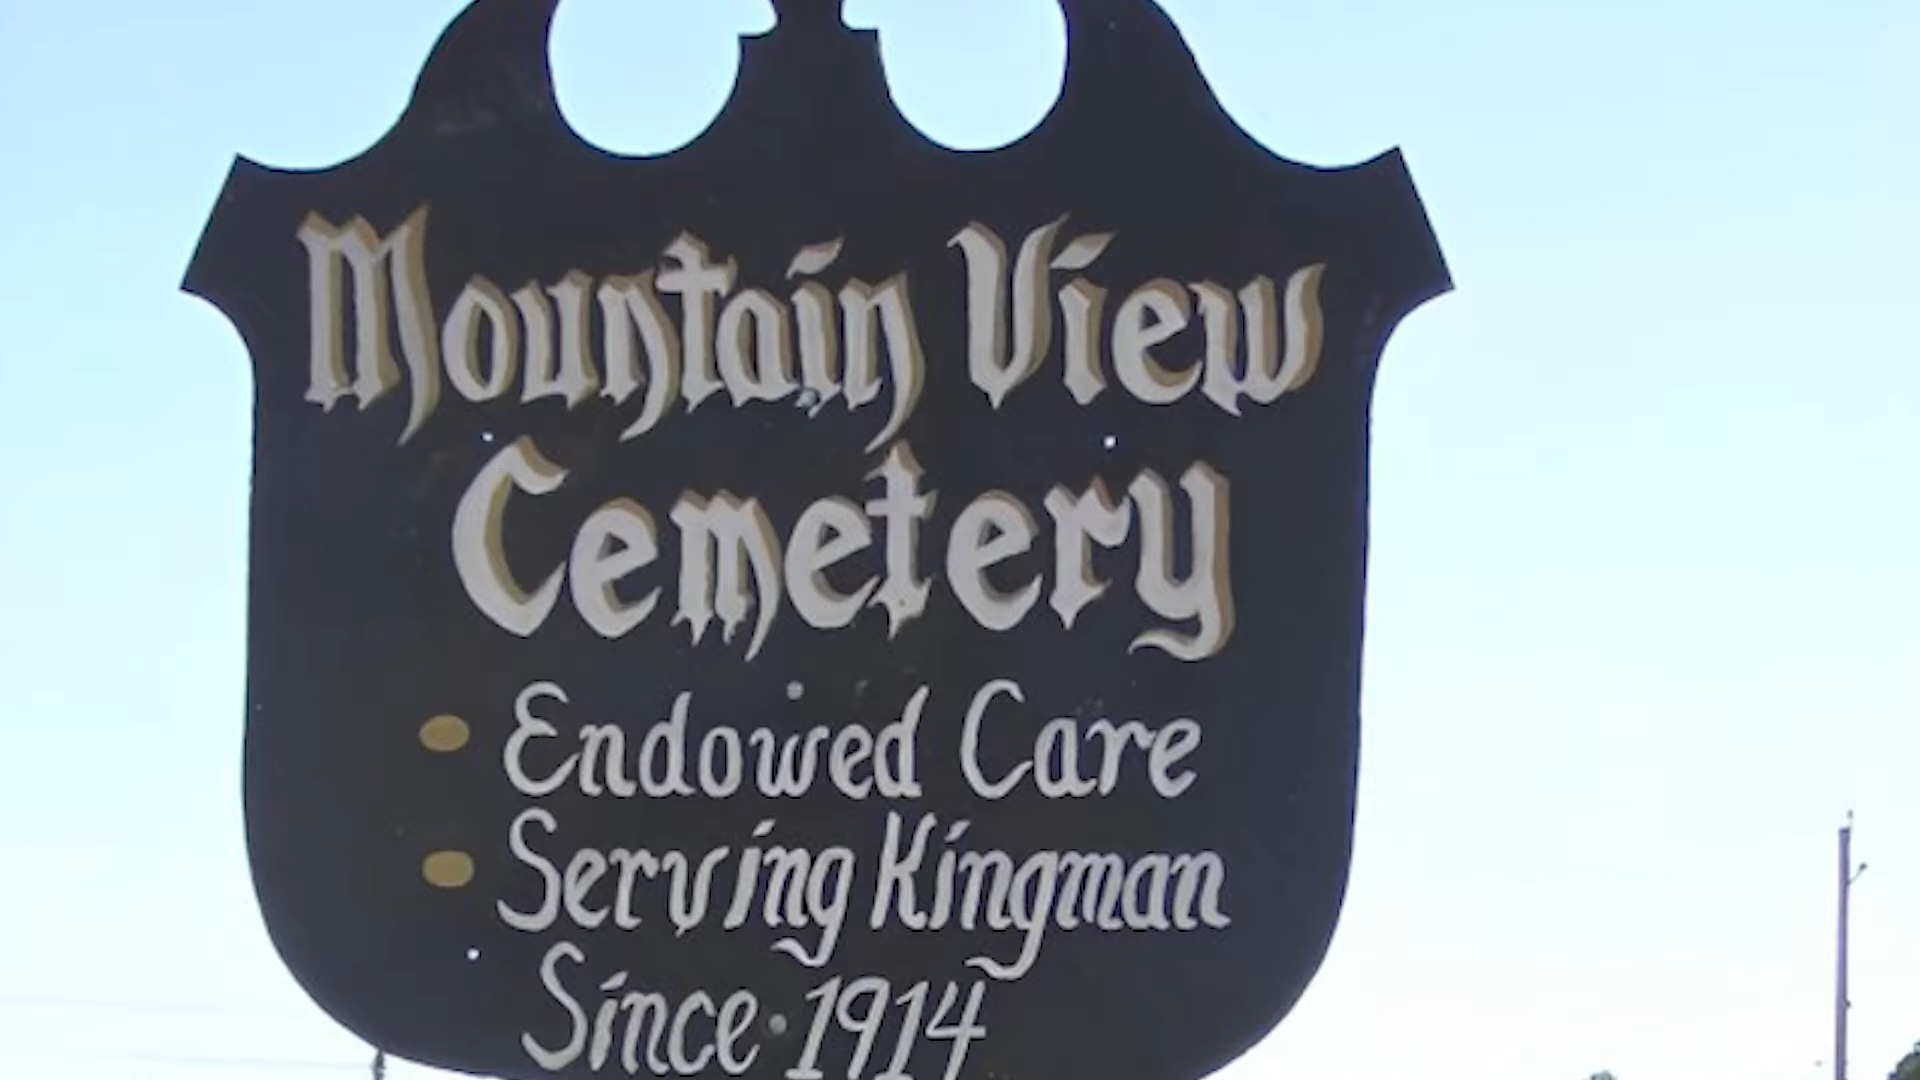 Mountain View
Cemetery
Endowed Care
Serving Kingman
Since 1914